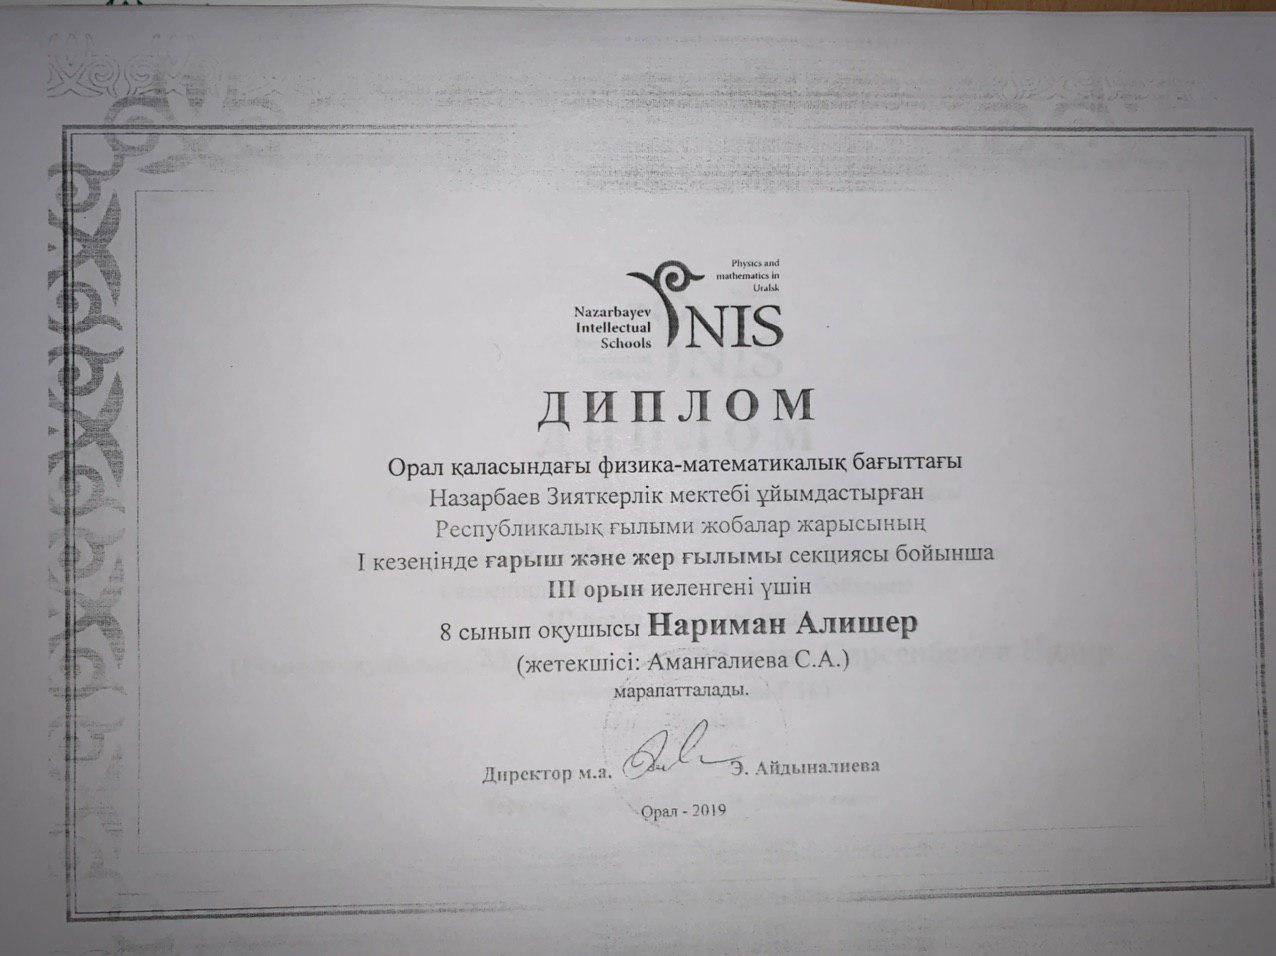 Physics and
mathematics in
Uralsk
Nazarbayev
Intellectual
Schools
NIS
ДИПЛОМ
Орал қаласындағы физика-математикалық бағыттағы
Назарбаев Зияткерлік мектебі ұйымдастырған
Республикалық ғылыми жобалар жарысының
І кезеңінде ғарыш және жер ғылымы секциясы бойынша
ІІІ орын иеленгені үшін
8 сынып оқушысы Нариман Алишер
(жетекшісі: Амангалиева С.А.)
марапатталады.
Директор м.а. Э. Айдыналиева
Орал - 2019